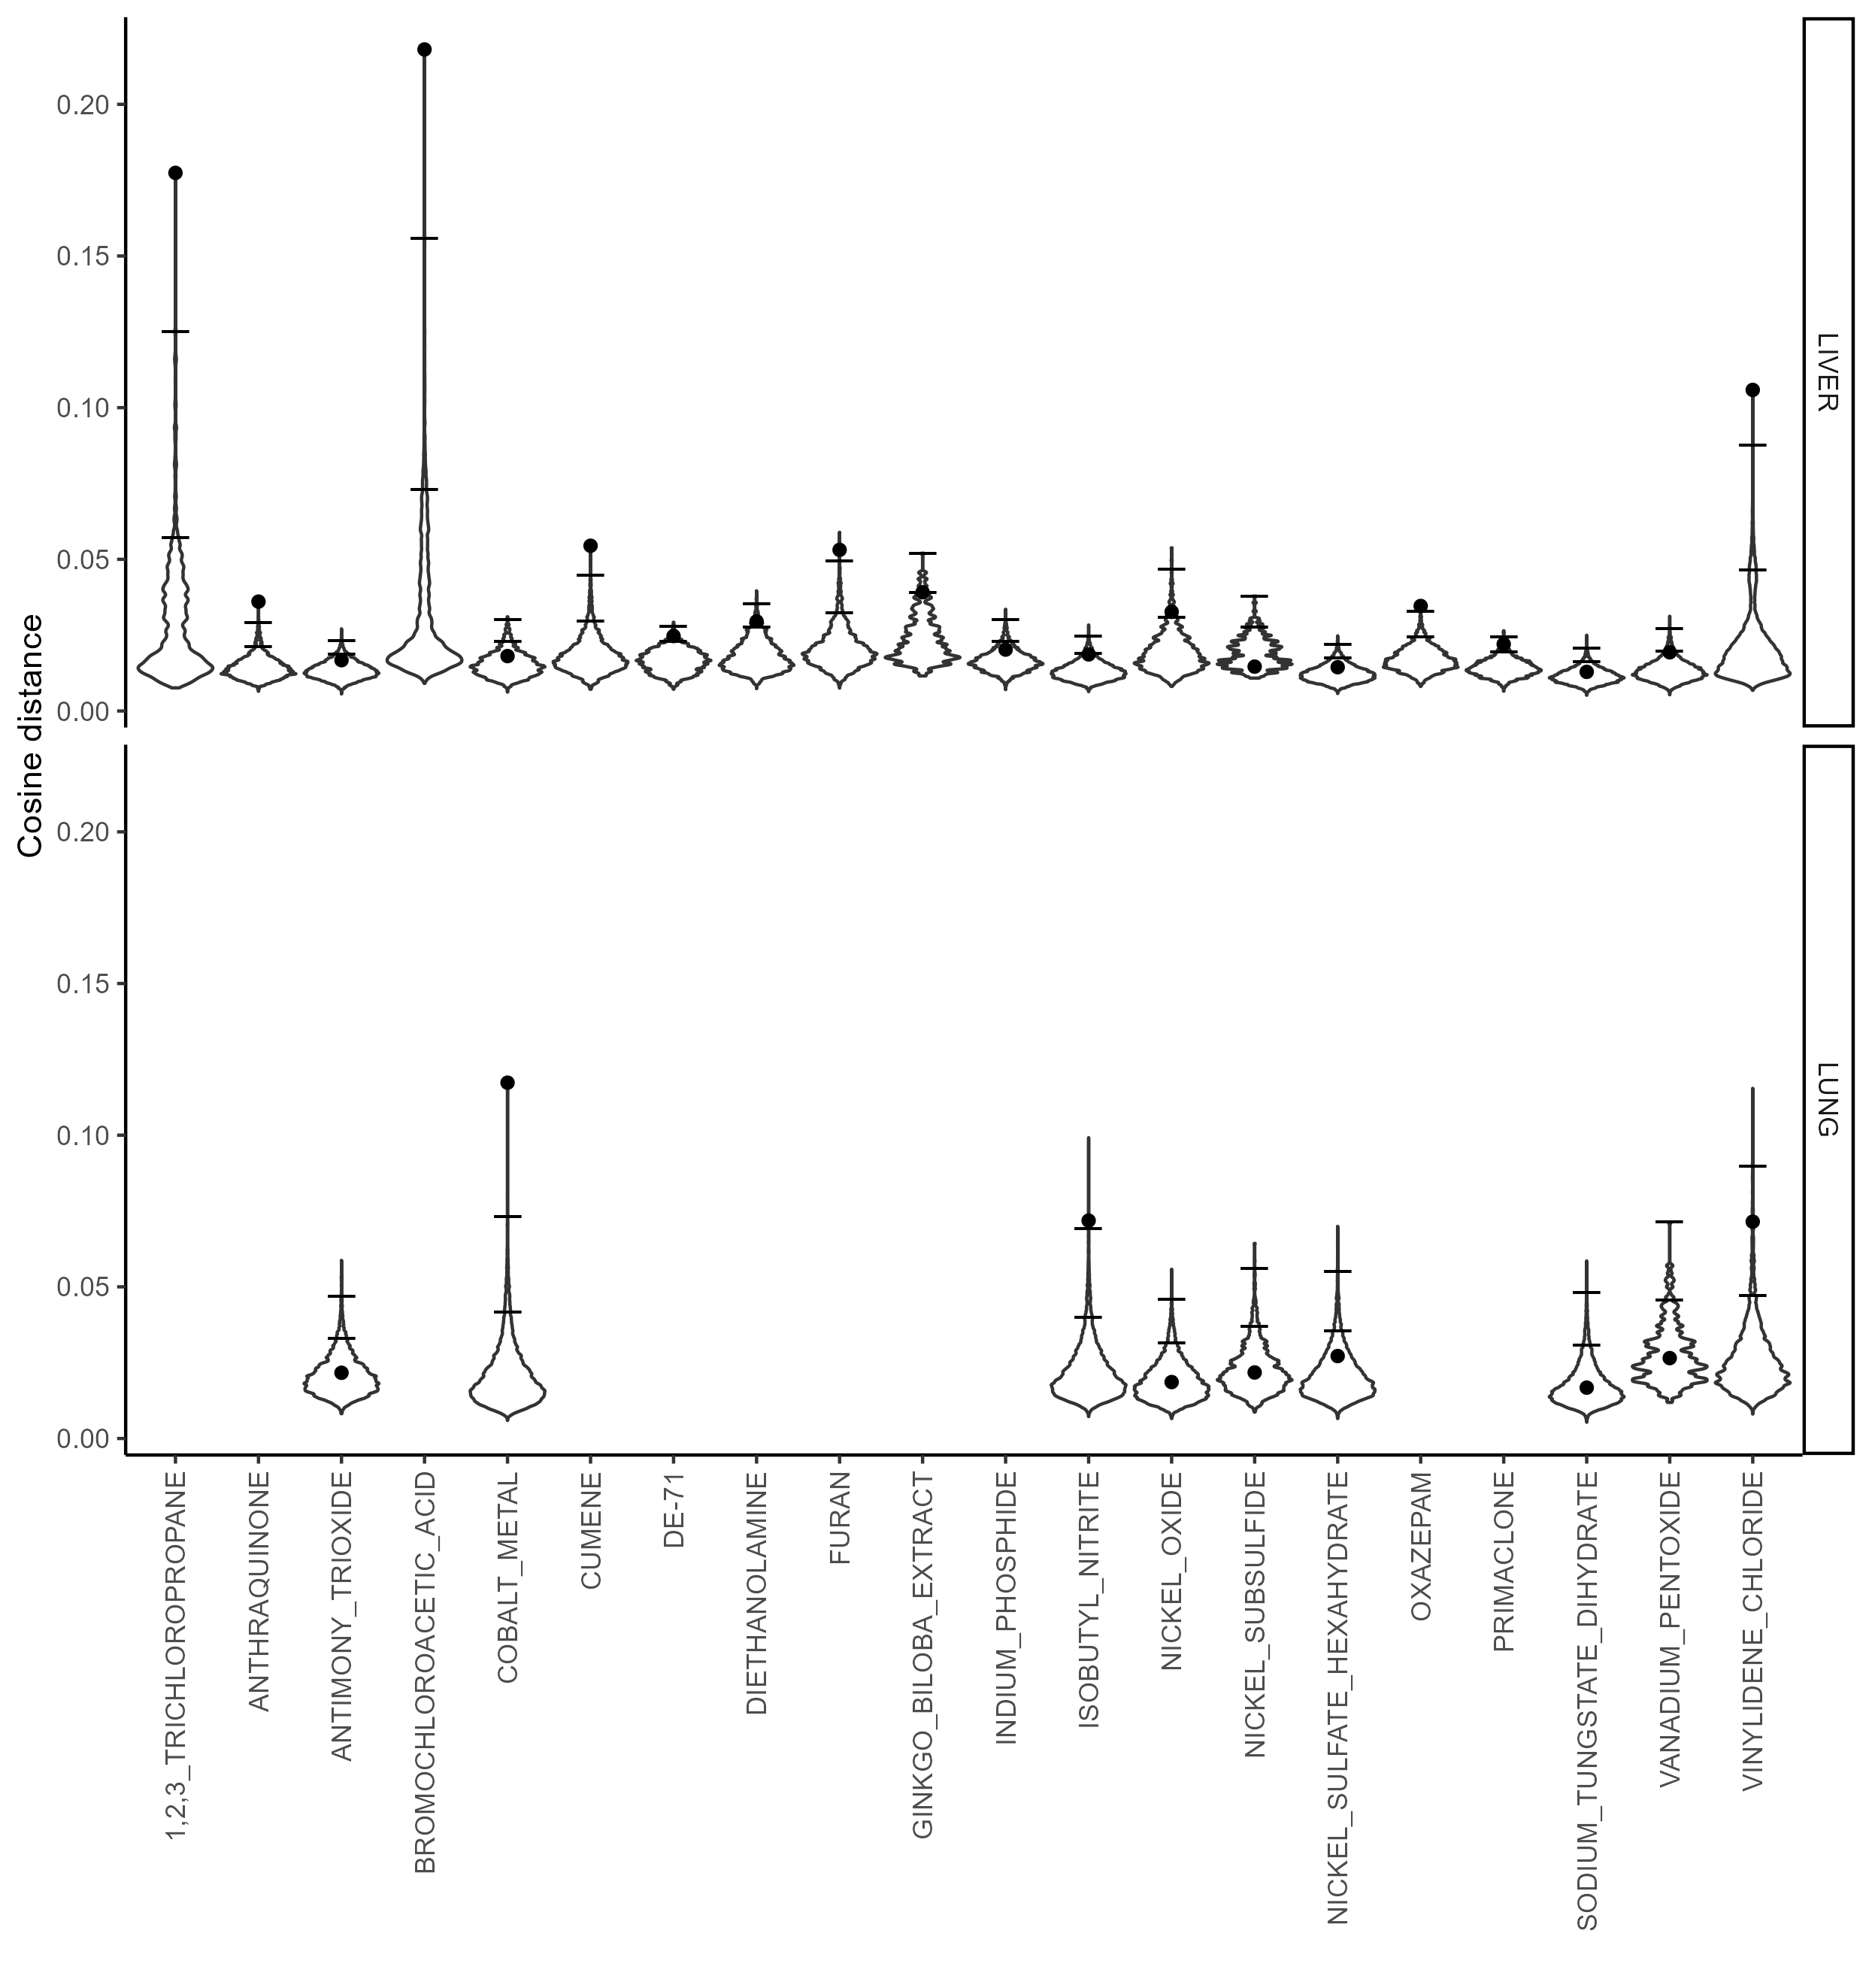 Cosine distance
0.20
0.15
0.10
0.05
0.00
LIVER
0.20
0.15
0.10
0.05
0.00
LUNG
1,2,3_TRICHLOROPROPANE
ANTHRAQUINONE
ANTIMONY_TRIOXIDE
BROMOCHLOROACETIC_ACID
COBALT_METAL
CUMENE
DE-71
DIETHANOLAMINE
FURAN
GINKGO_BILOBA_EXTRACT
INDIUM_PHOSPHIDE
ISOBUTYL_NITRITE
NICKEL_OXIDE
NICKEL_SUBSULFIDE
NICKEL_SULFATE_HEXAHYDRATE
OXAZEPAM
PRIMACLONE
SODIUM_TUNGSTATE_DIHYDRATE
VANADIUM_PENTOXIDE
VINYLIDENE_CHLORIDE